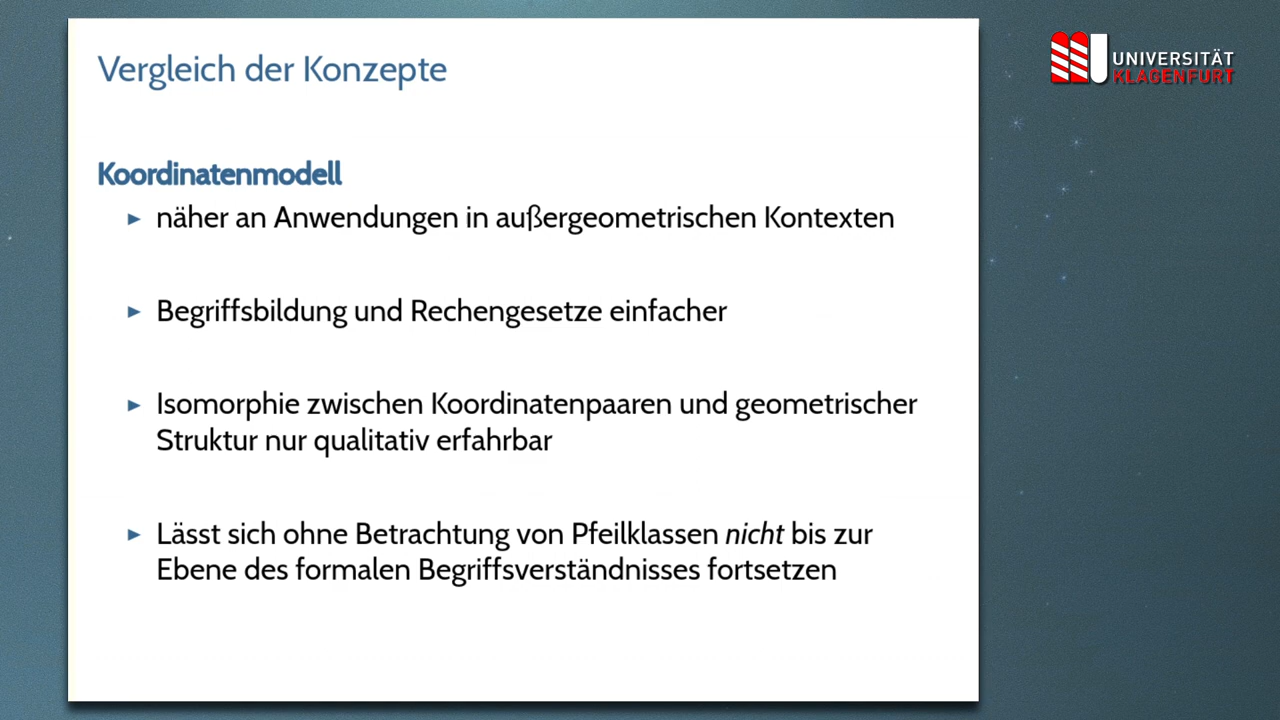 Vergleich der Konzepte
UNIVERSITÄT
KLAGENFURT
Koordinatenmodell
► näher an Anwendungen in außergeometrischen Kontexten
► Begriffsbildung und Rechengesetze einfacher
► Isomorphie zwischen Koordinatenpaaren und geometrischer
Struktur nur qualitativ erfahrbar
► Lässt sich ohne Betrachtung von Pfeilklassen nicht bis zur
Ebene des formalen Begriffsverständnisses fortsetzen